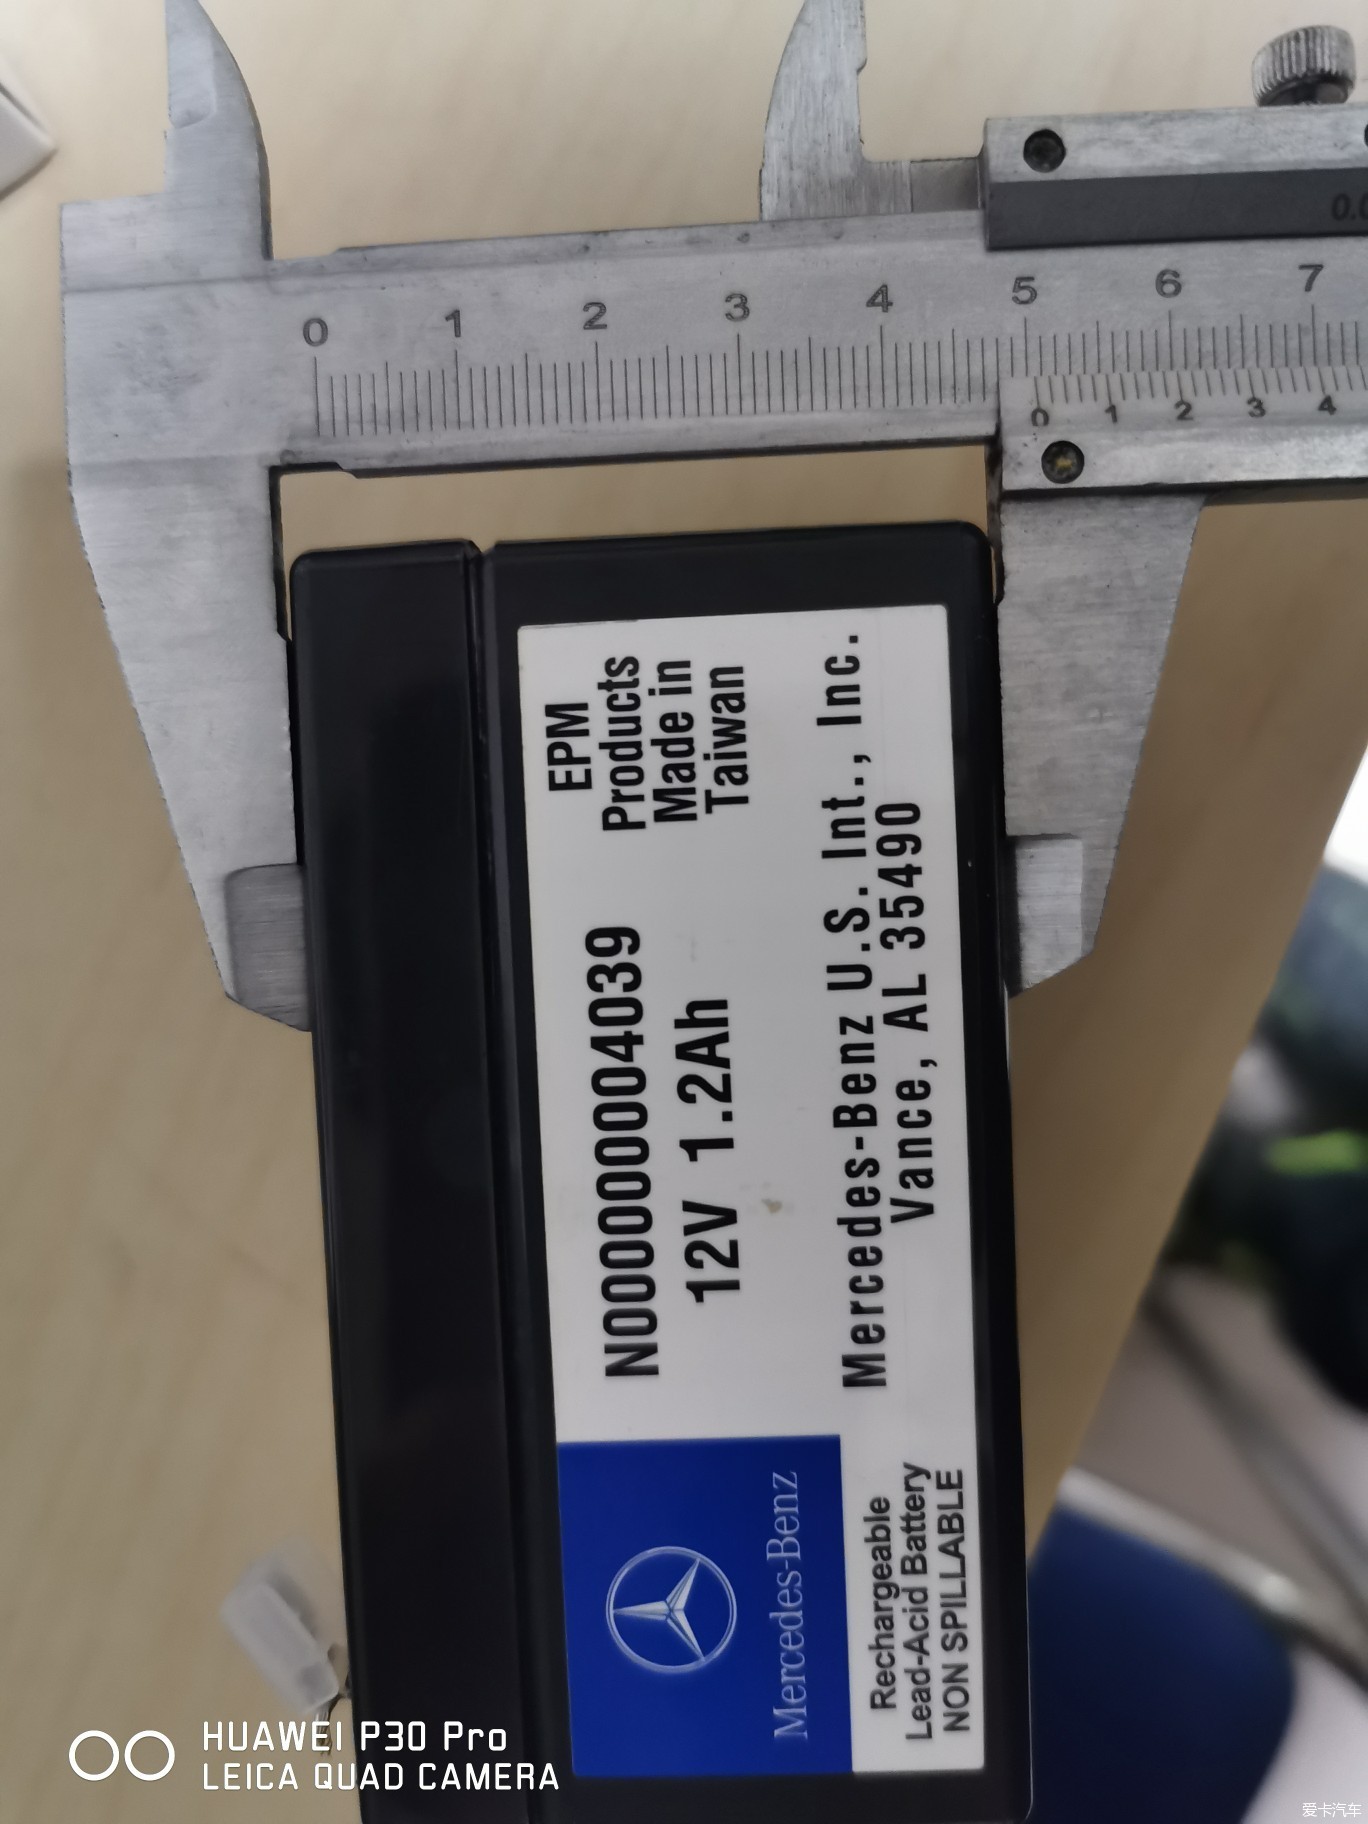 0.0
0 1 2 3 4 5 6 7
0 1 2 3 4
EPM
Products
Made in
Taiwan
N000000004039
12V 1.2Ah
Mercedes-Benz U.S. Int., Inc.
Vance, AL 35490
Mercedes-Benz
Rechargeable
Lead-Acid Battery
NON SPILLABLE
HUAWEI P30 Pro
LEICA QUAD CAMERA
爱卡汽车